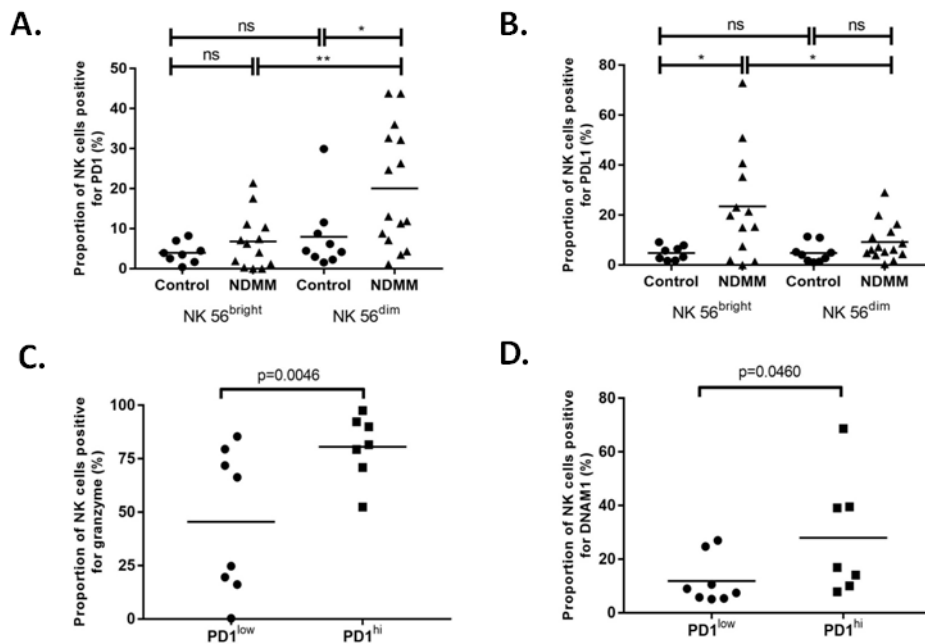 A.
ns
*
ns
**
Proportion of NK cells positive
for PD1 (%)
50
40
30
20
10
0
Control
NDMM
Control
NDMM
NK 56bright
NK 56dim
B.
ns
ns
*
*
Proportion of NK cells positive
for PDL1 (%)
80
60
40
20
0
Control
NDMM
Control
NDMM
NK 56bright
NK 56dim
C.
p=0.0046
Proportion of NK cells positive
for granzyme (%)
100
75
50
25
0
PD1low
PD1hi
D.
p=0.0460
Proportion of NK cells positive
for DNAM1 (%)
80
60
40
20
0
PD1low
PD1hi